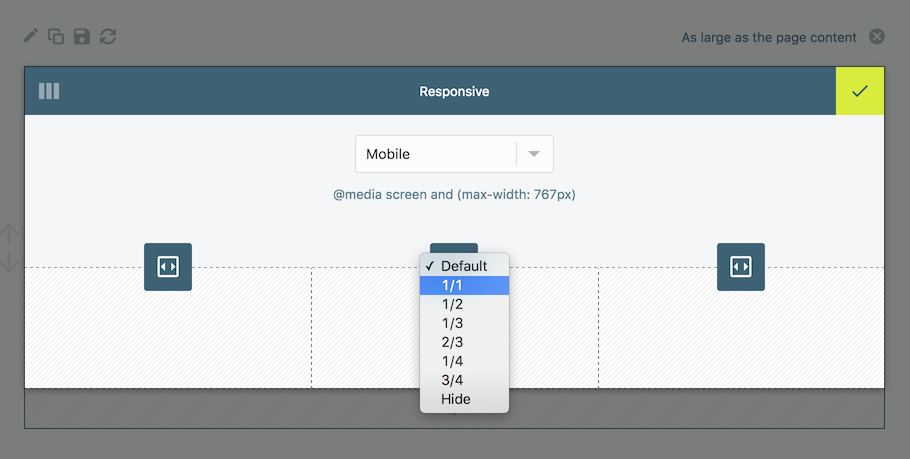 As large as the page content
Responsive
Mobile
@media screen and (max-width: 767px)
✓ Default
1/1
1/2
1/3
2/3
1/4
3/4
Hide